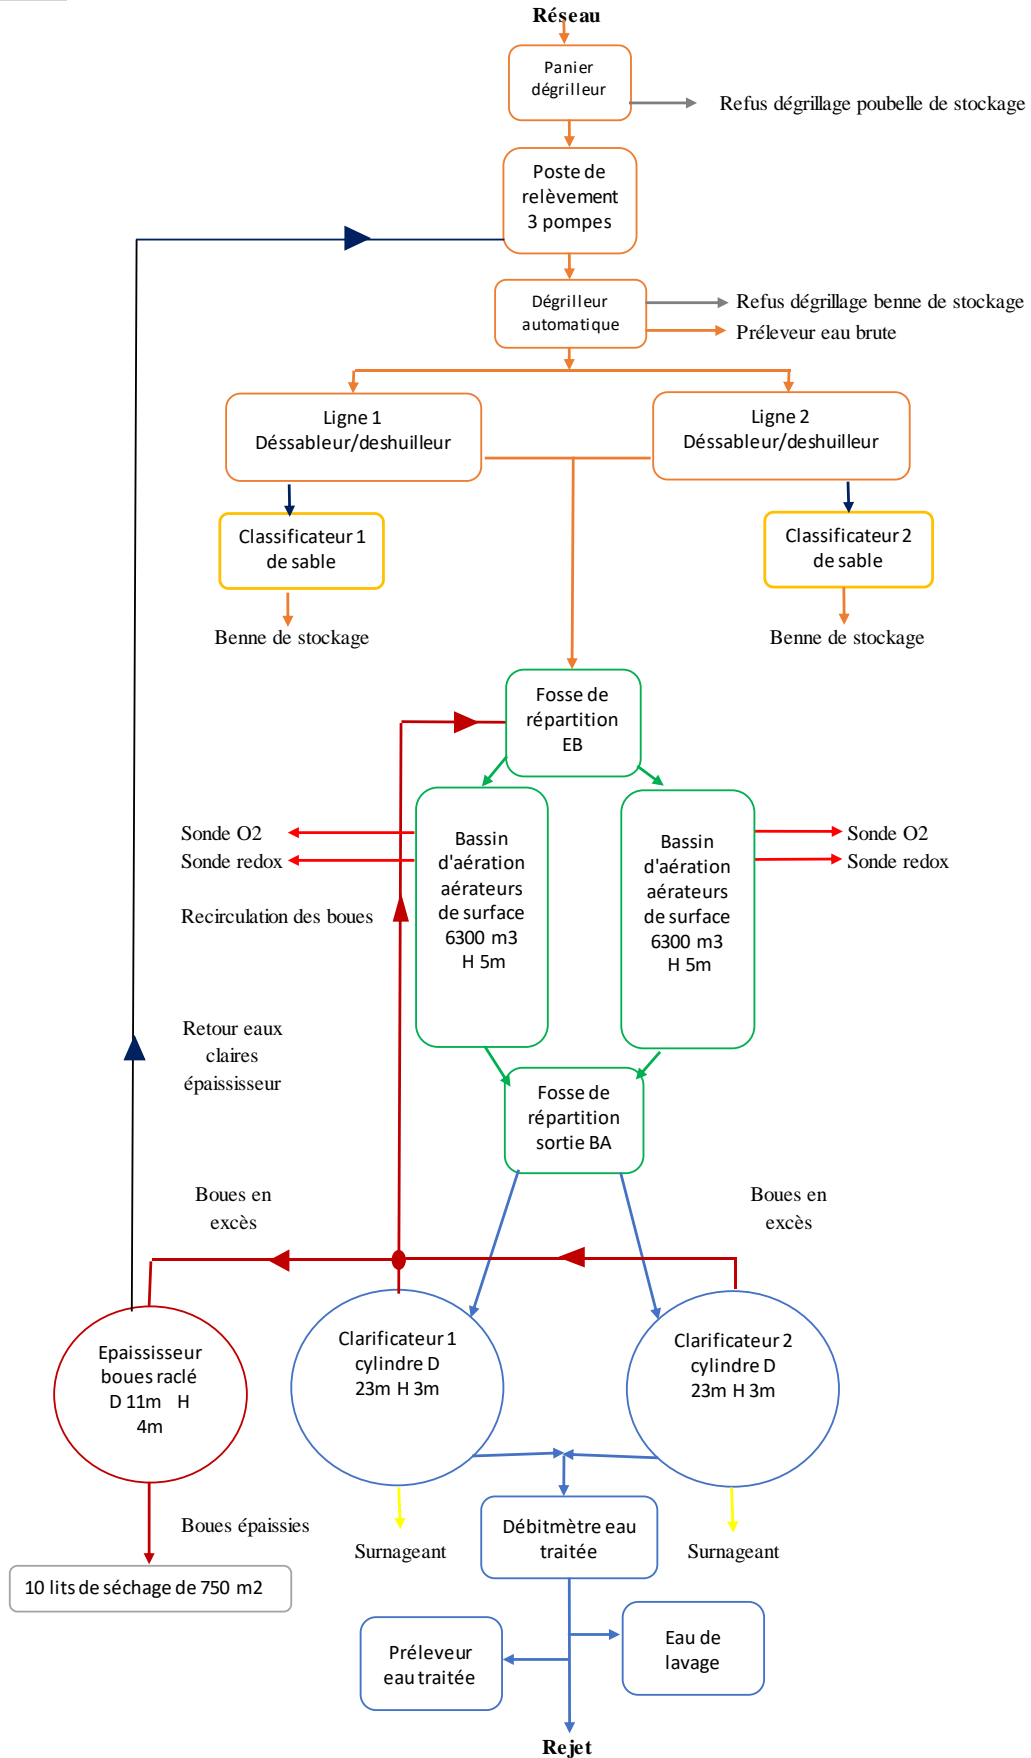 Réseau
Panier
dégrilleur
Refus dégrillage poubelle de stockage
Poste de
relèvement
3 pompes
Dégrilleur
automatique
Refus dégrillage benne de stockage
Préleveur eau brute
Ligne 1
Déssableur/deshuilleur
Ligne 2
Déssableur/deshuilleur
Classificateur 1
de sable
Classificateur 2
de sable
Benne de stockage
Benne de stockage
Fosse de
répartition
EB
Bassin
d'aération
aérateurs
de surface
6300 m3
H 5m
Bassin
d'aération
aérateurs
de surface
6300 m3
H 5m
Sonde O2
Sonde redox
Sonde O2
Sonde redox
Recirculation des boues
Retour eaux
claires
épaississeur
Fosse de
répartition
sortie BA
Boues en
excès
Boues en
excès
Epaississeur
boues raclé
D 11m H
4m
Clarificateur 1
cylindre D
23m H 3m
Clarificateur 2
cylindre D
23m H 3m
Boues épaissies
Surnageant
Débitmètre eau
traitée
Surnageant
10 lits de séchage de 750 m2
Préleveur
eau traitée
Eau de
lavage
Rejet